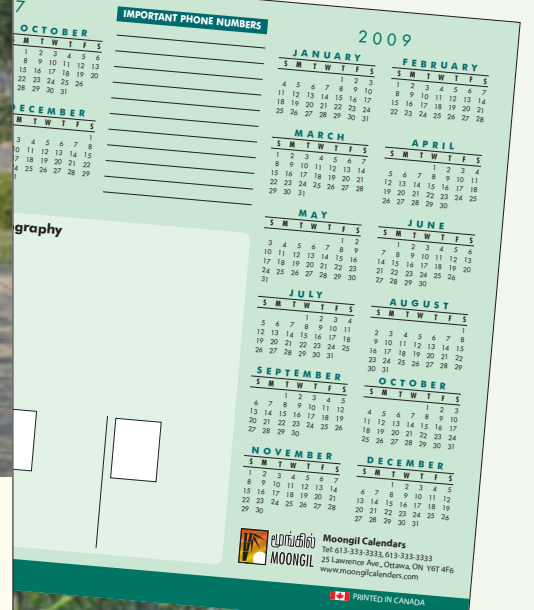 7
OCTOBER
S M T W T F S
1 2 3 4 5 6
8 9 10 11 12 13
15 16 17 18 19 20
22 23 24 25 26
28 29 30 31
DECEMBER
M T W T F S
1
3 4 5 6 7 8
10 11 12 13 14 15
17 18 19 20 21 22
25 26 27 28 29
IMPORTANT PHONE NUMBERS
ography
2009
JANUARY
S M T W T F S
1 2 3
4 5 6 7 8 9 10
11 12 13 14 15 16 17
18 19 20 21 22 23 24
25 26 27 28 29 30 31
FEBRUARY
S M T W T F S
1 2 3 4 5 6 7
8 9 10 11 12 13 14
15 16 17 18 19 20 21
22 23 24 25 26 27 28
MARCH
S M T W T F S
1 2 3 4 5 6 7
8 9 10 11 12 13 14
15 16 17 18 19 20 21
22 23 24 25 26 27 28
29 30 31
APRIL
S M T W T F S
1 2 3 4
5 6 7 8 9 10 11
12 13 14 15 16 17 18
19 20 21 22 23 24 25
26 27 28 29 30
MAY
S M T W T F S
1 2
3 4 5 6 7 8 9
10 11 12 13 14 15 16
17 18 19 20 21 22 23
24 25 26 27 28 29 30
31
JUNE
S M T W T F S
1 2 3 4 5 6
7 8 9 10 11 12 13
14 15 16 17 18 19 20
21 22 23 24 25 26 27
28 29 30
JULY
S M T W T F S
1 2 3 4
5 6 7 8 9 10 11
12 13 14 15 16 17 18
19 20 21 22 23 24 25
26 27 28 29 30 31
AUGUST
S M T W T F S
1
2 3 4 5 6 7 8
9 10 11 12 13 14 15
16 17 18 19 20 21 22
23 24 25 26 27 28 29
30 31
SEPTEMBER
S M T W T F S
1 2 3 4 5
6 7 8 9 10 11 12
13 14 15 16 17 18 19
20 21 22 23 24 25 26
27 28 29 30
OCTOBER
S M T W T F S
1 2 3
4 5 6 7 8 9 10
11 12 13 14 15 16 17
18 19 20 21 22 23 24
25 26 27 28 29 30 31
NOVEMBER
S M T W T F S
1 2 3 4 5 6 7
8 9 10 11 12 13 14
15 16 17 18 19 20 21
22 23 24 25 26 27 28
29 30
DECEMBER
S M T W T F S
1 2 3 4 5
6 7 8 9 10 11 12
13 14 15 16 17 18 19
20 21 22 23 24 25 26
27 28 29 30 31
மூங்கில்
MOONGIL
Moongil Calendars
Tel: 613-333-3333, 613-333-3333
25 Lawrence Ave., Ottawa, ON Y6T 4F6
www.moongilcalenders.com
PRINTED IN CANADA